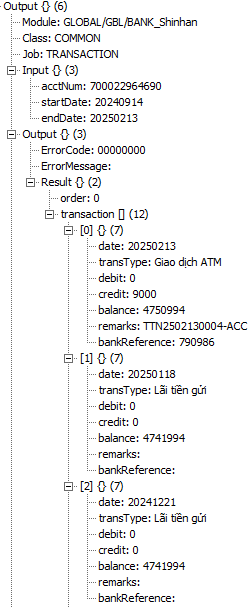 Output {} (6)
Module: GLOBAL/GBL/BANK_Shinhan
Class: COMMON
Job: TRANSACTION
Input {} (3)
acctNum: 700022964690
startDate: 20240914
endDate: 20250213
Output {} (3)
ErrorCode: 00000000
ErrorMessage:
Result {} (2)
order: 0
transaction [] (12)
[0] {} (7)
date: 20250213
transType: Giao dịch ATM
debit: 0
credit: 9000
balance: 4750994
remarks: TTN2502130004-ACC
bankReference: 790986
[1] {} (7)
date: 20250118
transType: Lãi tiền gửi
debit: 0
credit: 0
balance: 4741994
remarks:
bankReference:
[2] {} (7)
date: 20241221
transType: Lãi tiền gửi
debit: 0
credit: 0
balance: 4741994
remarks:
bankReference: